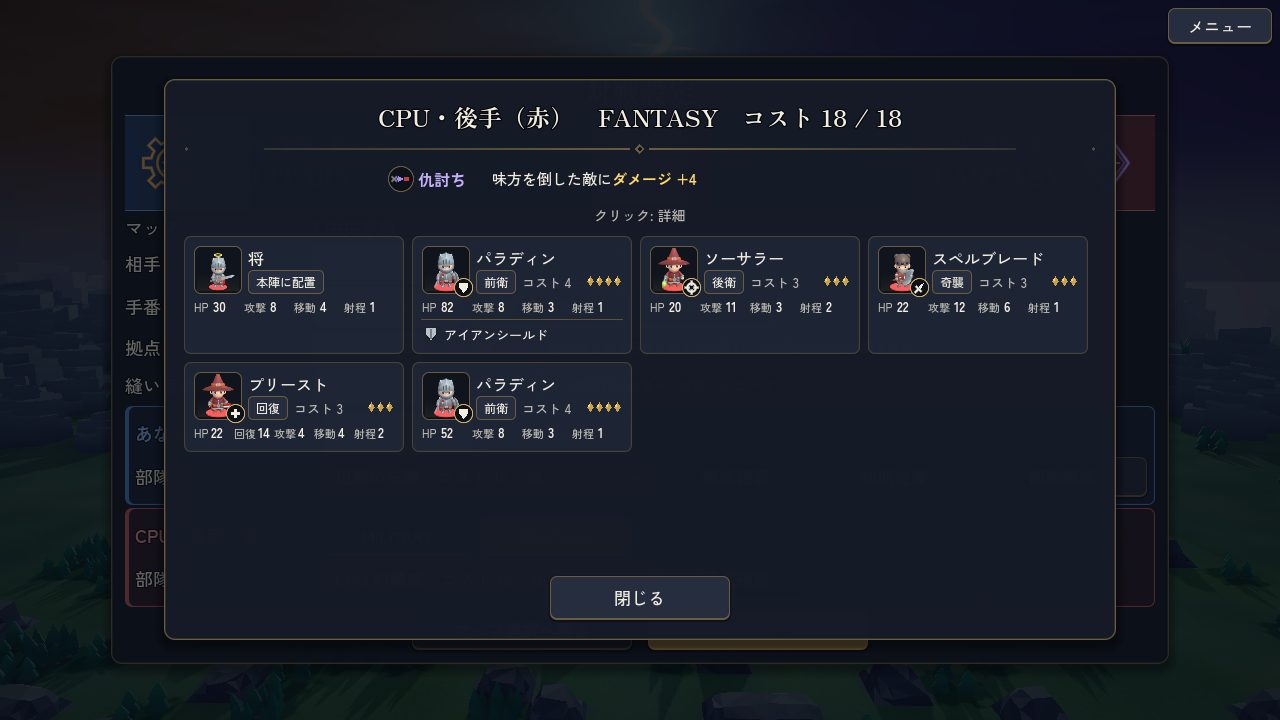 メニュー
CPU・後手（赤） FANTASY コスト 18 / 18
仇討ち 味方を倒した敵にダメージ +4
クリック: 詳細
将
本陣に配置
HP 30 攻撃 8 移動 4 射程 1
パラディン
前衛 コスト 4
HP 82 攻撃 8 移動 3 射程 1
アイアンシールド
ソーサラー
後衛 コスト 3
HP 20 攻撃 11 移動 3 射程 2
スペルブレード
奇襲 コスト 3
HP 22 攻撃 12 移動 6 射程 1
プリースト
回復 コスト 3
HP 22 回復 14 攻撃 4 移動 4 射程 2
パラディン
前衛 コスト 4
HP 52 攻撃 8 移動 3 射程 1
マッ
相手
手番
拠点
縫い
あな
部隊
CPU
部隊
閉じる